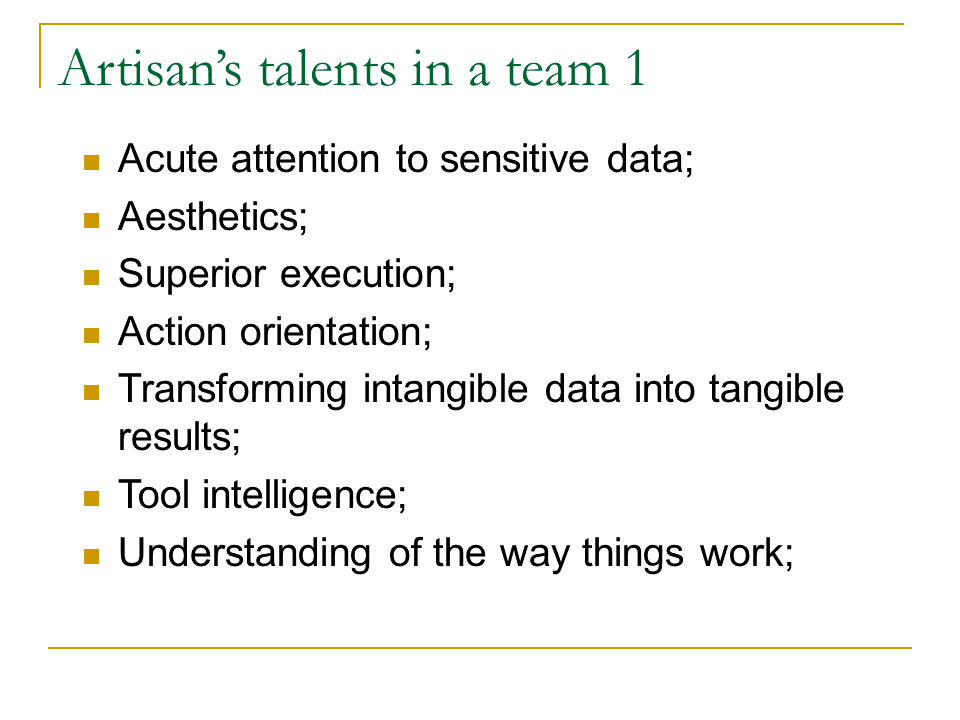 Artisan’s talents in a team 1
Acute attention to sensitive data;
Aesthetics;
Superior execution;
Action orientation;
Transforming intangible data into tangible
results;
Tool intelligence;
Understanding of the way things work;